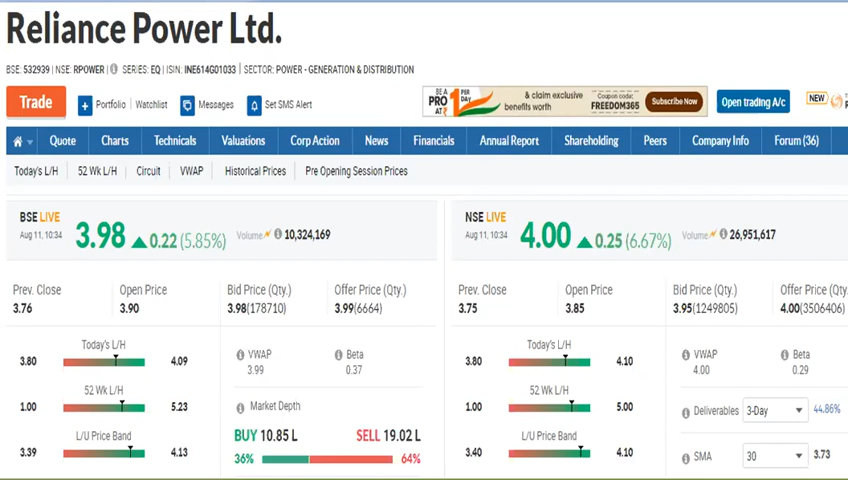 Reliance Power Ltd.
BSE: 532939 | NSE: RPOWER | SERIES: EQ | ISIN: INE614G01033 | SECTOR: POWER - GENERATION & DISTRIBUTION
Trade + Portfolio | Watchlist Messages Set SMS Alert
BE A PRO AT ₹1 PER DAY & claim exclusive benefits worth Coupon code: FREEDOM365 Subscribe Now Open trading A/c NEW
Quote Charts Technicals Valuations Corp Action News Financials Annual Report Shareholding Peers Company Info Forum (36)
Today's L/H 52 Wk L/H Circuit VWAP Historical Prices Pre Opening Session Prices
BSE LIVE
Aug 11, 10:34
3.98 0.22 (5.85%) Volume 10,324,169
NSE LIVE
Aug 11, 10:34
4.00 0.25 (6.67%) Volume 26,951,617
Prev. Close Open Price Bid Price (Qty.) Offer Price (Qty.)
3.76 3.90 3.98(178710) 3.99(6664)
Prev. Close Open Price Bid Price (Qty.) Offer Price (Qty.)
3.75 3.85 3.95(1249805) 4.00(3506406)
Today's L/H
3.80 4.09
52 Wk L/H
1.00 5.23
L/U Price Band
3.39 4.13
VWAP Beta
3.99 0.37
Market Depth
BUY 10.85 L SELL 19.02 L
36% 64%
Today's L/H
3.80 4.10
52 Wk L/H
1.00 5.00
L/U Price Band
3.40 4.10
VWAP Beta
4.00 0.29
Deliverables 3-Day 44.86%
SMA 30 3.73